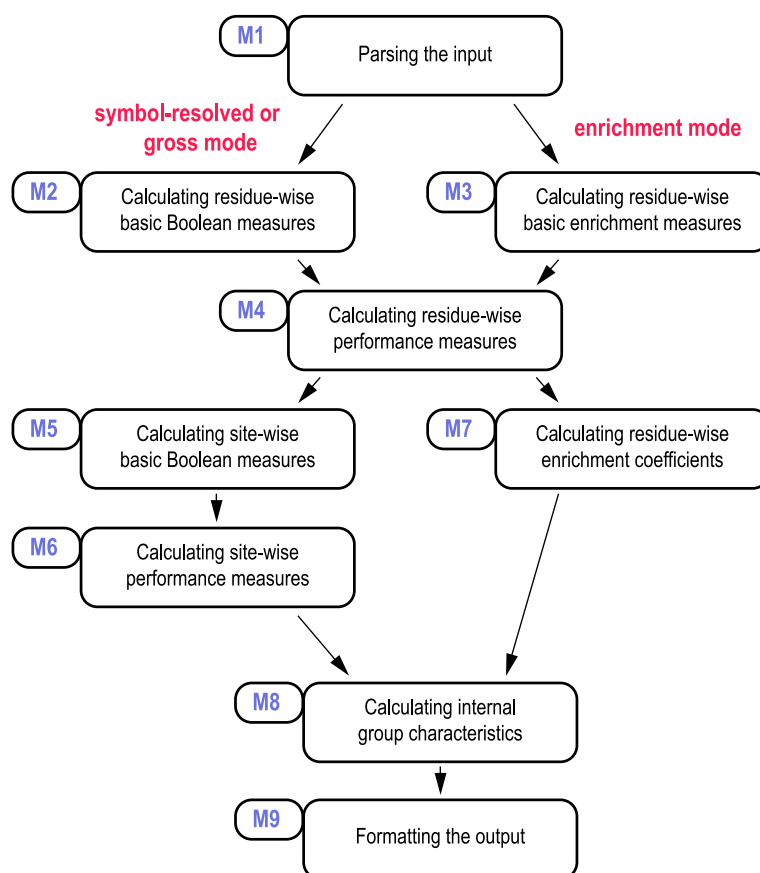 M1
Parsing the input
symbol-resolved or
gross mode
enrichment mode
M2
Calculating residue-wise
basic Boolean measures
M3
Calculating residue-wise
basic enrichment measures
M4
Calculating residue-wise
performance measures
M5
Calculating site-wise
basic Boolean measures
M7
Calculating residue-wise
enrichment coefficients
M6
Calculating site-wise
performance measures
M8
Calculating internal
group characteristics
M9
Formatting the output